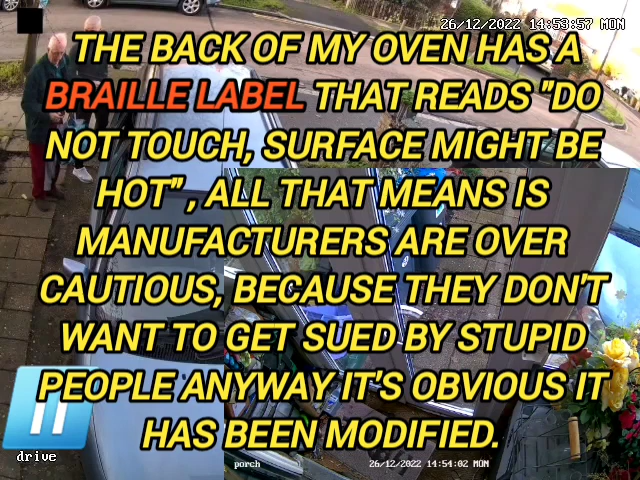 26/12/2022 14:53:57 MON
THE BACK OF MY OVEN HAS A
BRAILLE LABEL THAT READS "DO
NOT TOUCH, SURFACE MIGHT BE
HOT", ALL THAT MEANS IS
MANUFACTURERS ARE OVER
CAUTIOUS, BECAUSE THEY DON'T
WANT TO GET SUED BY STUPID
PEOPLE ANYWAY IT'S OBVIOUS IT
HAS BEEN MODIFIED.
drive
porch
26/12/2022 14:54:02 MON